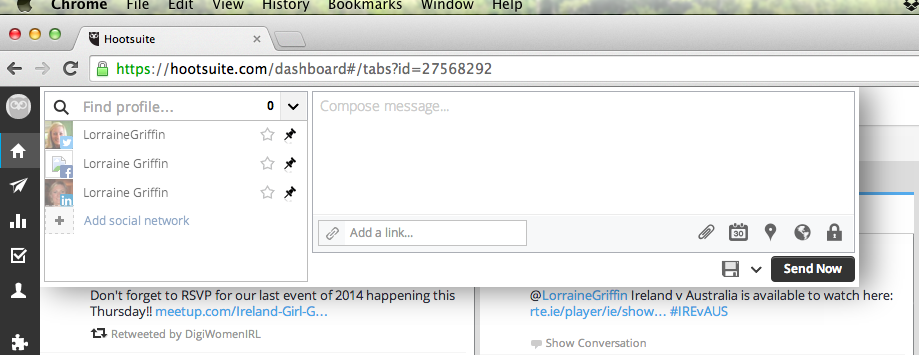 Chrome File Edit View History Bookmarks Window Help
Hootsuite
https://hootsuite.com/dashboard#/tabs?id=27568292
Find profile... 0
Compose message...
LorraineGriffin
Lorraine Griffin
Lorraine Griffin
Add social network
Add a link...
30
Send Now
Don't forget to RSVP for our last event of 2014 happening this
Thursday!! meetup.com/Ireland-Girl-G...
Retweeted by DigiWomenIRL
@LorraineGriffin Ireland v Australia is available to watch here:
rte.ie/player/ie/show... #IREvAUS
Show Conversation